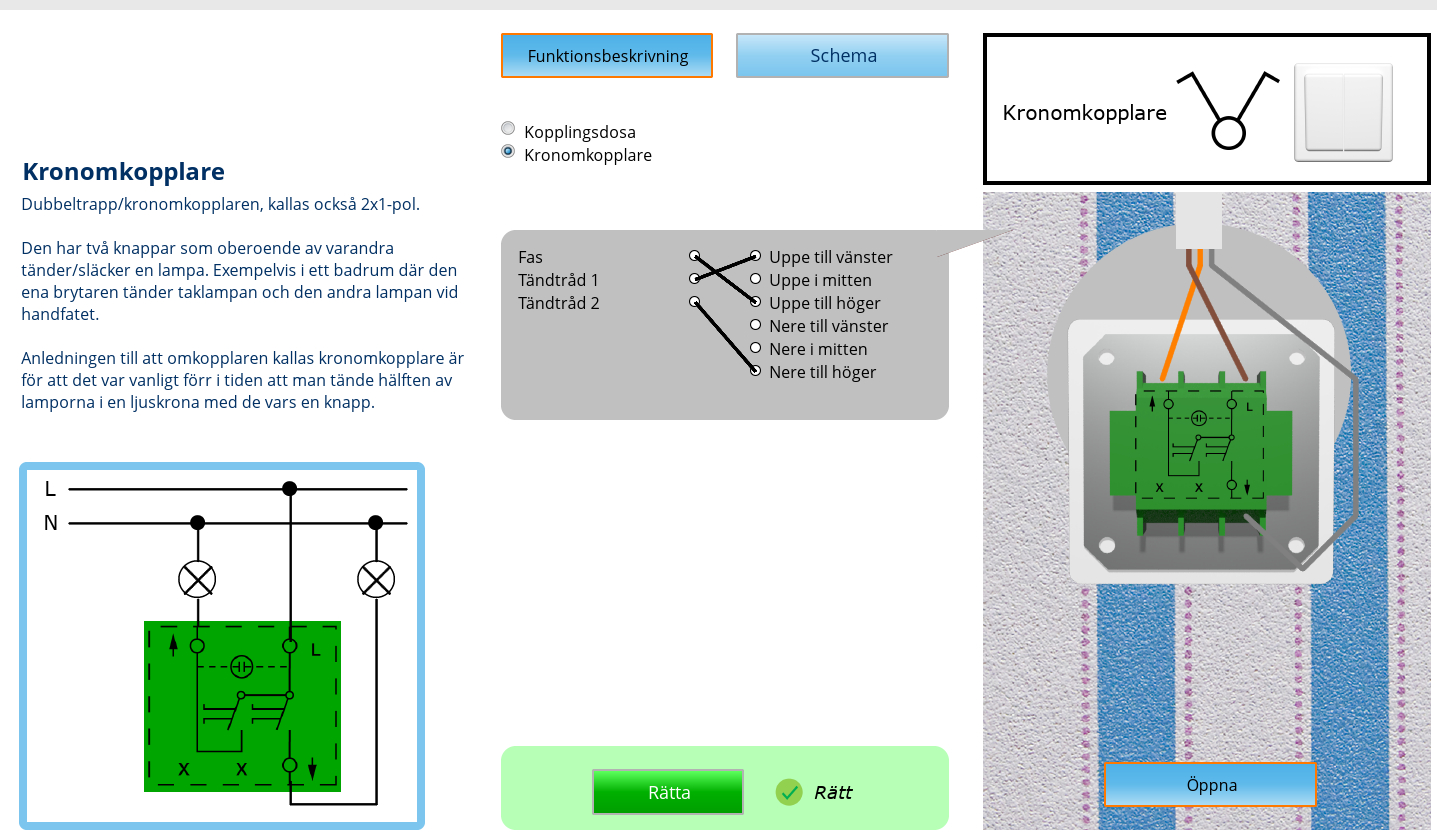 Kronomkopplare
Dubbeltrapp/kronomkopplaren, kallas också 2x1-pol.
Den har två knappar som oberoende av varandra
tänder/släcker en lampa. Exempelvis i ett badrum där den
ena brytaren tänder taklampan och den andra lampan vid
handfatet.
Anledningen till att omkopplaren kallas kronomkopplare är
för att det var vanligt förr i tiden att man tände hälften av
lamporna i en ljuskrona med de vars en knapp.
L
N
L
X X
Funktionsbeskrivning
Schema
Kopplingsdosa
Kronomkopplare
Fas
Tändtråd 1
Tändtråd 2
Uppe till vänster
Uppe i mitten
Uppe till höger
Nere till vänster
Nere i mitten
Nere till höger
Rätta
Rätt
Kronomkopplare
L
X X
Öppna